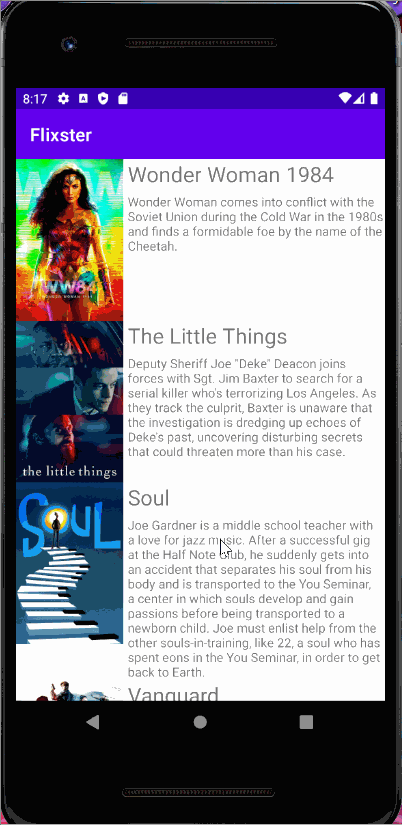 8:17
Flixster
Wonder Woman 1984
Wonder Woman comes into conflict with the
Soviet Union during the Cold War in the 1980s
and finds a formidable foe by the name of the
Cheetah.
WW84
The Little Things
Deputy Sheriff Joe "Deke" Deacon joins
forces with Sgt. Jim Baxter to search for a
serial killer who's terrorizing Los Angeles. As
they track the culprit, Baxter is unaware that
the investigation is dredging up echoes of
Deke's past, uncovering disturbing secrets
that could threaten more than his case.
the little things
SOUL
Soul
Joe Gardner is a middle school teacher with
a love for jazz music. After a successful gig
at the Half Note Club, he suddenly gets into
an accident that separates his soul from his
body and is transported to the You Seminar,
a center in which souls develop and gain
passions before being transported to a
newborn child. Joe must enlist help from the
other souls-in-training, like 22, a soul who has
spent eons in the You Seminar, in order to get
back to Earth.
Vanguard